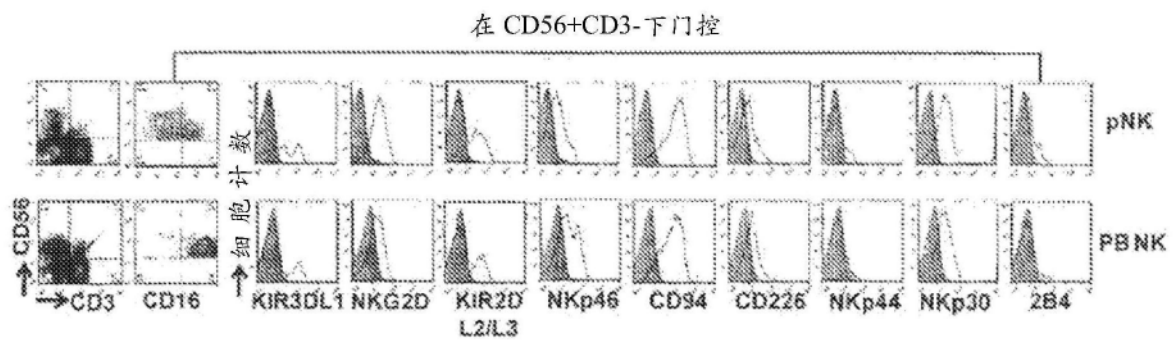 在 CD56+CD3-下门控
pNK
PBNK
细胞计数
CD56
CD3
CD16
KIR3DL1
NKG2D
KIR2D
L2/L3
NKp46
CD94
CD226
NKp44
NKp30
2B4